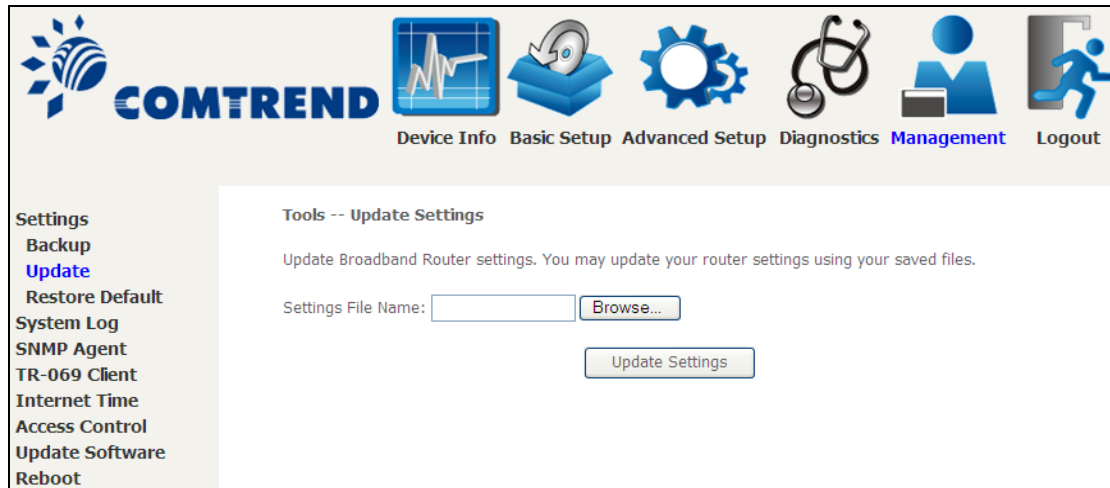 COMTREND
Device Info Basic Setup Advanced Setup Diagnostics Management Logout
Settings
Backup
Update
Restore Default
System Log
SNMP Agent
TR-069 Client
Internet Time
Access Control
Update Software
Reboot
Tools -- Update Settings
Update Broadband Router settings. You may update your router settings using your saved files.
Settings File Name: Browse...
Update Settings